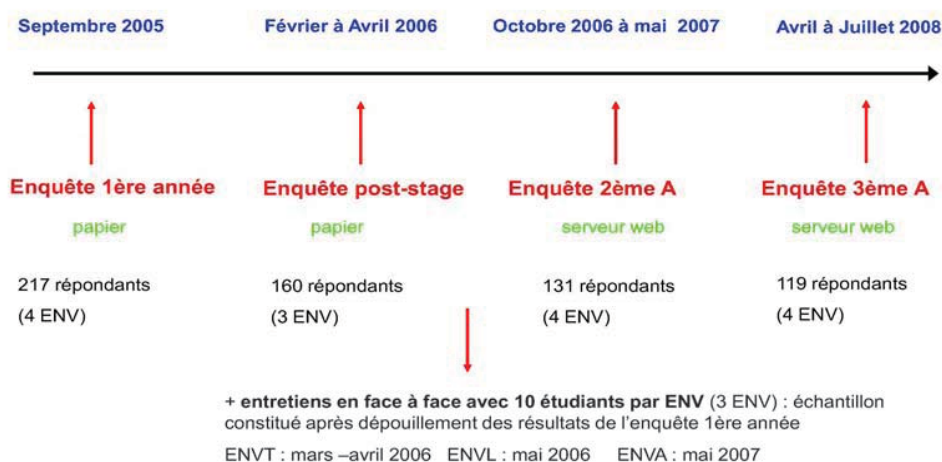 Septembre 2005 Février à Avril 2006 Octobre 2006 à mai 2007 Avril à Juillet 2008
Enquête 1ère année Enquête post-stage Enquête 2ème A Enquête 3ème A
papier papier serveur web serveur web
217 répondants 160 répondants 131 répondants 119 répondants
(4 ENV) (3 ENV) (4 ENV) (4 ENV)
+ entretiens en face à face avec 10 étudiants par ENV (3 ENV) : échantillon
constitué après dépouillement des résultats de l'enquête 1ère année
ENVT : mars –avril 2006 ENVL : mai 2006 ENVA : mai 2007